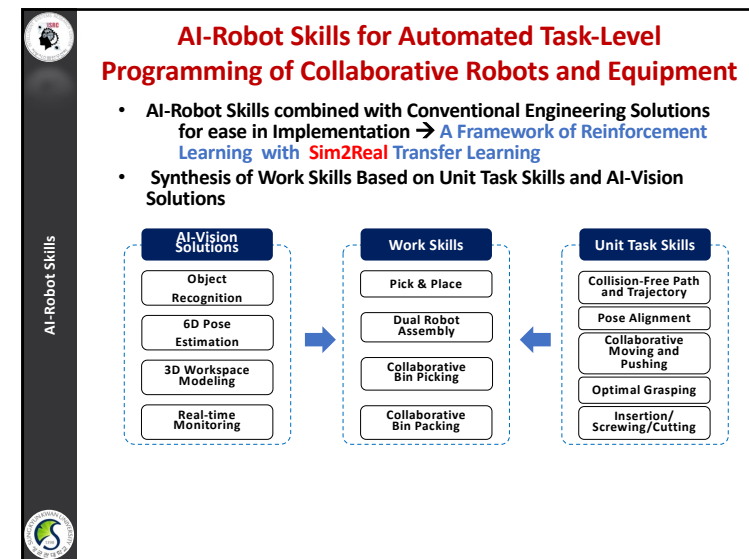 AI-Robot Skills for Automated Task-Level
Programming of Collaborative Robots and Equipment
• AI-Robot Skills combined with Conventional Engineering Solutions
for ease in Implementation → A Framework of Reinforcement
Learning with Sim2Real Transfer Learning
• Synthesis of Work Skills Based on Unit Task Skills and AI-Vision
Solutions
AI-Robot Skills
AI-Vision
Solutions
Object
Recognition
6D Pose
Estimation
3D Workspace
Modeling
Real-time
Monitoring
Work Skills
Pick & Place
Dual Robot
Assembly
Collaborative
Bin Picking
Collaborative
Bin Packing
Unit Task Skills
Collision-Free Path
and Trajectory
Pose Alignment
Collaborative
Moving and
Pushing
Optimal Grasping
Insertion/
Screwing/Cutting